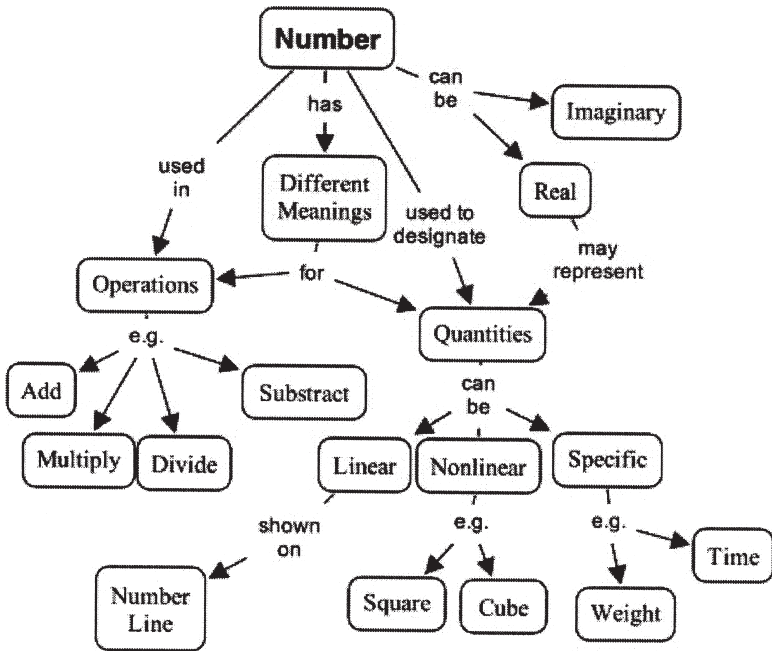 Number
can
be
has
Imaginary
used
in
Different
Meanings
Real
used to
designate
may
represent
Operations
for
Quantities
e.g.
can
be
Add
Substract
Multiply
Divide
Linear
Nonlinear
Specific
shown
on
e.g.
e.g.
Time
Number
Line
Square
Cube
Weight